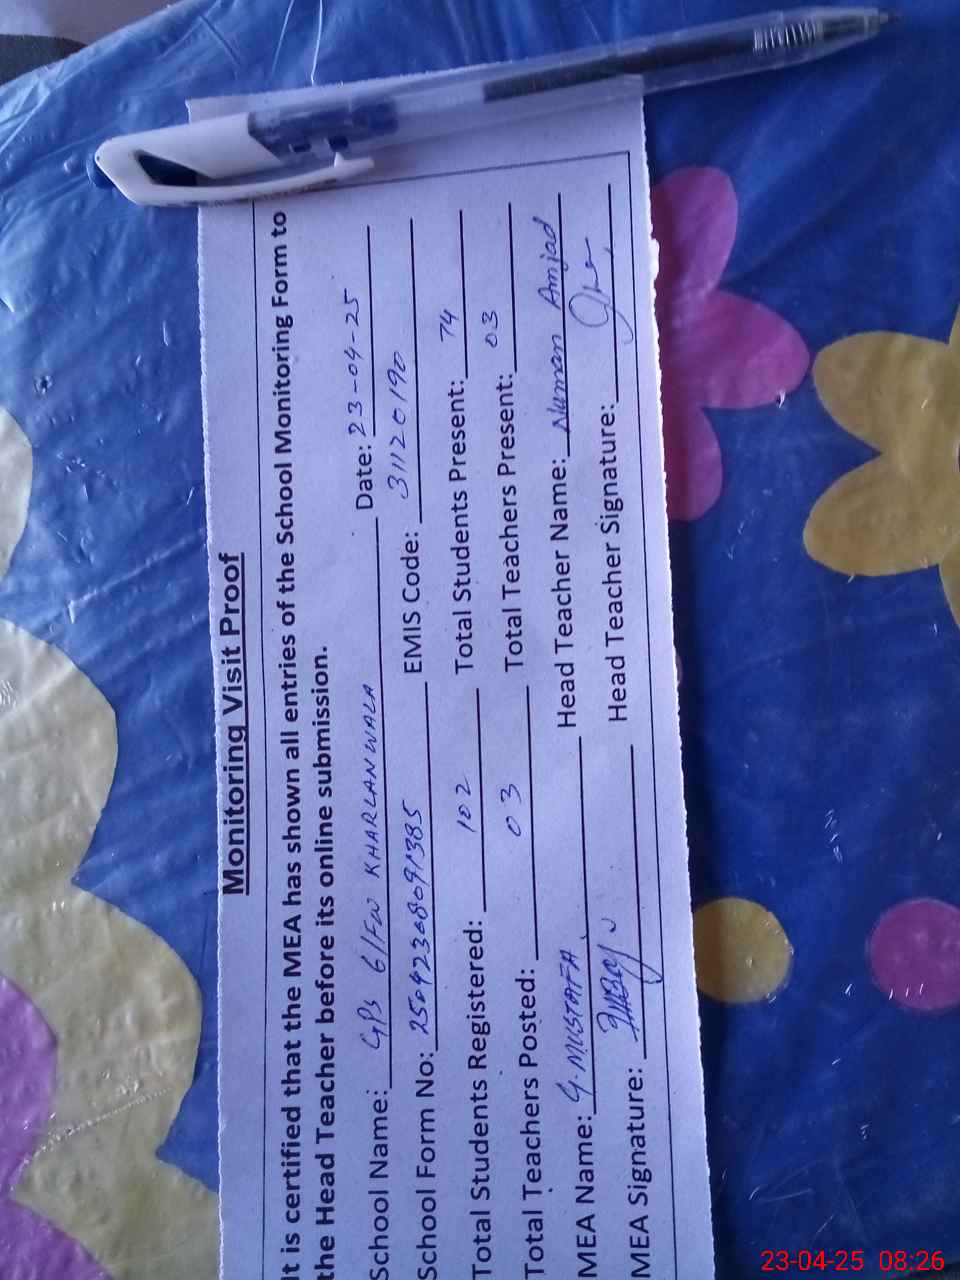 Monitoring Visit Proof
It is certified that the MEA has shown all entries of the School Monitoring Form to
the Head Teacher before its online submission.
School Name: GPS 61/FW KHARLANWALA Date: 23-04-25
School Form No: 25042308091385 EMIS Code: 31120190
Total Students Registered: 102 Total Students Present: 74
Total Teachers Posted: 03 Total Teachers Present: 03
MEA Name: G. MUSTAFA Head Teacher Name: Numan Amjad
MEA Signature: Head Teacher Signature:
23-04-25 08:26